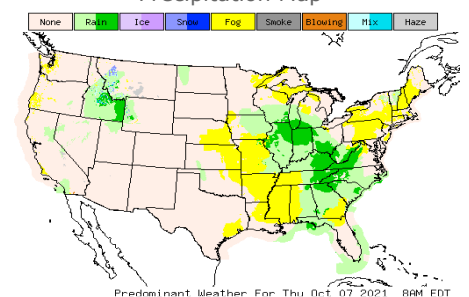 Precipitation Map
None Rain Ice Snow Fog Smoke Blowing Mix Haze
Predominant Weather For Thu Oct 07 2021 8AM EDT